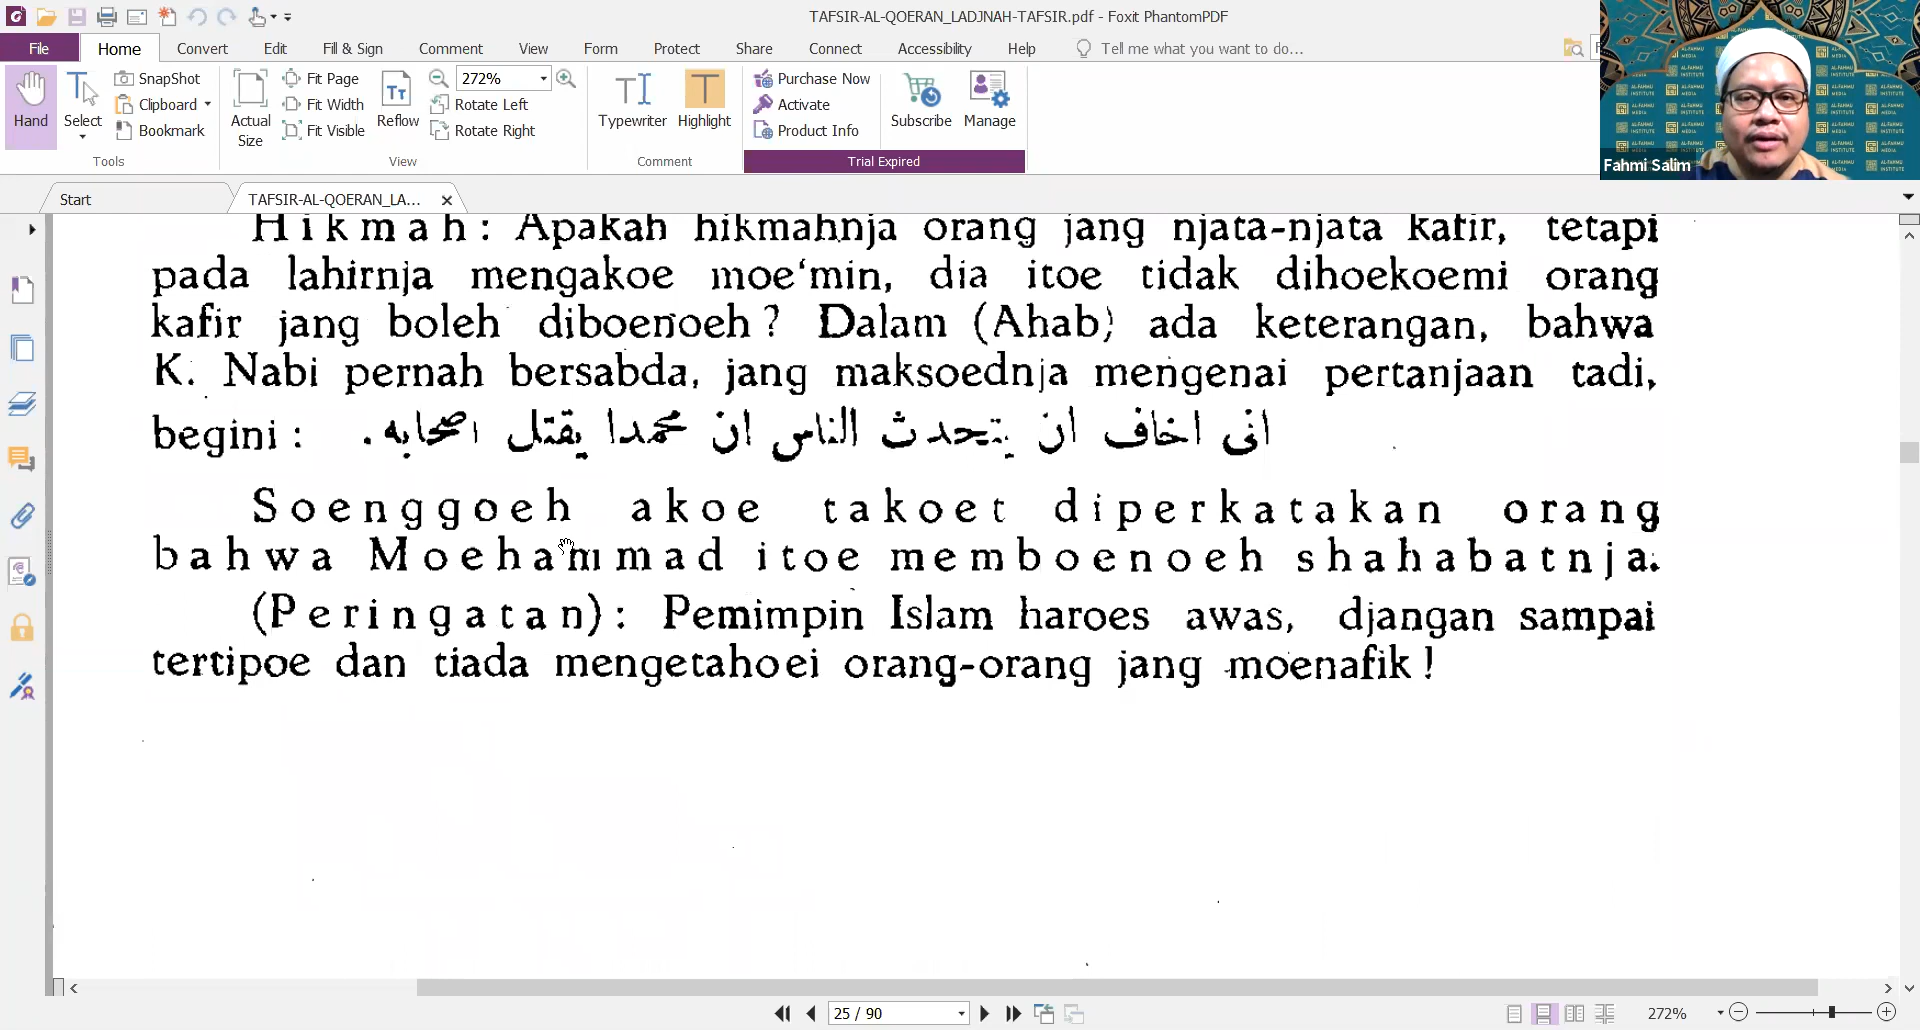 TAFSIR-AL-QOERAN_LADJNAH-TAFSIR.pdf - Foxit PhantomPDF
File Home Convert Edit Fill & Sign Comment View Form Protect Share Connect Accessibility Help Tell me what you want to do...
Hand
Select
SnapShot
Clipboard
Bookmark
Tools
Actual
Size
Fit Page
Fit Width
Fit Visible
Reflow
272%
Rotate Left
Rotate Right
View
Typewriter
Highlight
Comment
Purchase Now
Activate
Product Info
Trial Expired
Subscribe
Manage
AL-FAHMU
INSTITUTE
AL-FAHMU
MEDIA
Fahmi Salim
Start
TAFSIR-AL-QOERAN_LA...
Hikmah: Apakah hikmahnja orang jang njata-njata kafir, tetapi
pada lahirnja mengakoe moe‘min, dia itoe tidak dihoekoemi orang
kafir jang boleh diboenoeh? Dalam (Ahab) ada keterangan, bahwa
K. Nabi pernah bersabda, jang maksoednja mengenai pertanjaan tadi,
begini: انى اخاف ان يتحدث الناس ان محمدا يقتل اصحابه .
Soenggoeh akoe takoet diperkatakan orang
bahwa Moehammad itoe memboenoeh shahabatnja.
(Peringatan): Pemimpin Islam haroes awas, djangan sampai
tertipoe dan tiada mengetahoei orang-orang jang moenafik!
25 / 90
272%